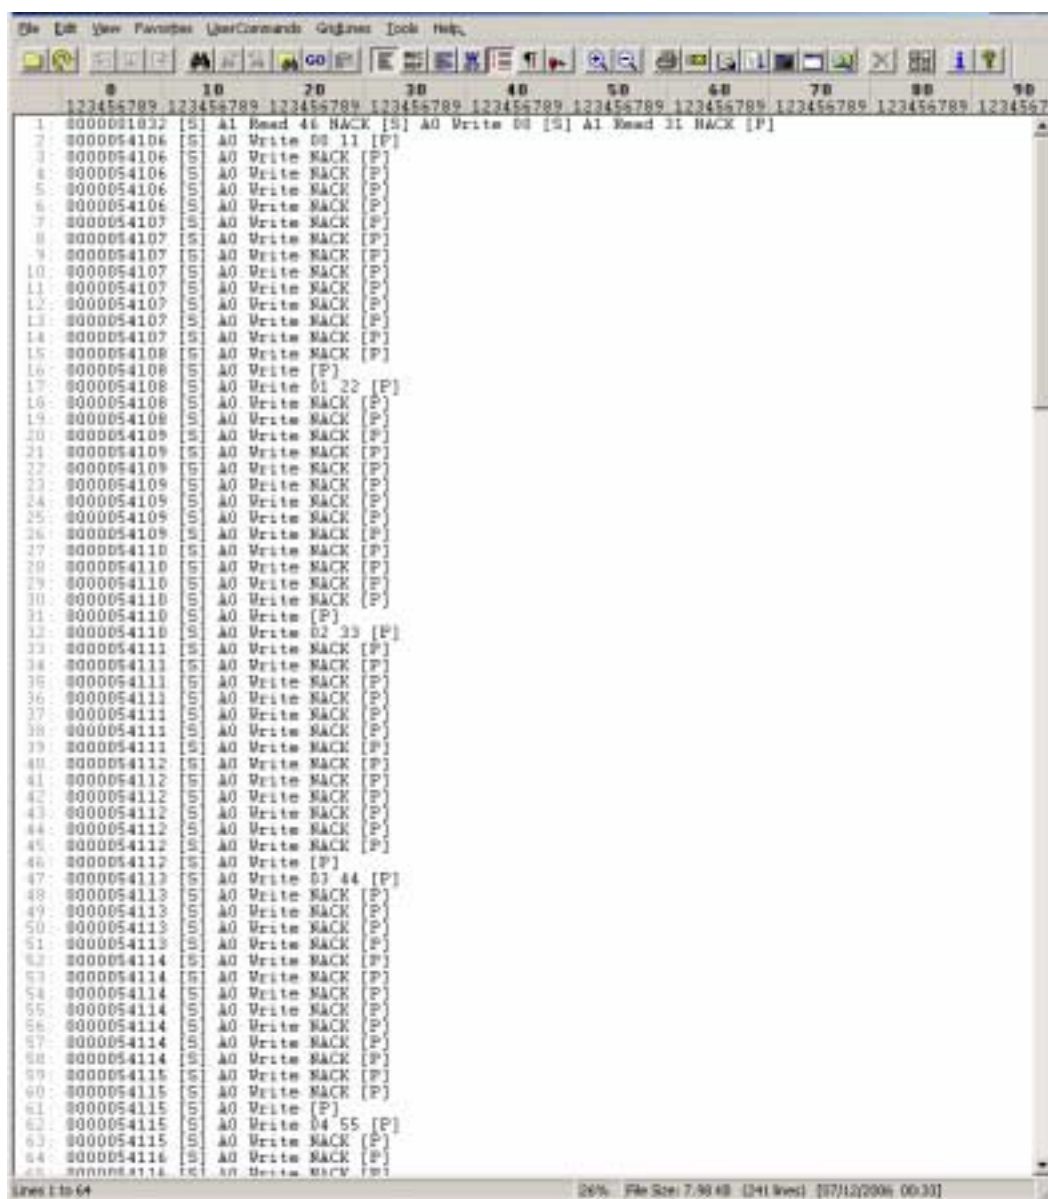 File Edit View Favorites UserCommands GridLines Tools Help
GO
0 10 20 30 40 50 60 70 80 90
123456789 123456789 123456789 123456789 123456789 123456789 123456789 123456789 123456789 1234567
1: 0000001832 [S] A1 Read 46 NACK [S] A0 Write 00 [S] A1 Read 31 NACK [P]
2: 0000054106 [S] A0 Write 00 11 [P]
3: 0000054106 [S] A0 Write NACK [P]
4: 0000054106 [S] A0 Write NACK [P]
5: 0000054106 [S] A0 Write NACK [P]
6: 0000054106 [S] A0 Write NACK [P]
7: 0000054107 [S] A0 Write NACK [P]
8: 0000054107 [S] A0 Write NACK [P]
9: 0000054107 [S] A0 Write NACK [P]
10: 0000054107 [S] A0 Write NACK [P]
11: 0000054107 [S] A0 Write NACK [P]
12: 0000054107 [S] A0 Write NACK [P]
13: 0000054107 [S] A0 Write NACK [P]
14: 0000054107 [S] A0 Write NACK [P]
15: 0000054108 [S] A0 Write NACK [P]
16: 0000054108 [S] A0 Write [P]
17: 0000054108 [S] A0 Write 01 22 [P]
18: 0000054108 [S] A0 Write NACK [P]
19: 0000054108 [S] A0 Write NACK [P]
20: 0000054109 [S] A0 Write NACK [P]
21: 0000054109 [S] A0 Write NACK [P]
22: 0000054109 [S] A0 Write NACK [P]
23: 0000054109 [S] A0 Write NACK [P]
24: 0000054109 [S] A0 Write NACK [P]
25: 0000054109 [S] A0 Write NACK [P]
26: 0000054109 [S] A0 Write NACK [P]
27: 0000054110 [S] A0 Write NACK [P]
28: 0000054110 [S] A0 Write NACK [P]
29: 0000054110 [S] A0 Write NACK [P]
30: 0000054110 [S] A0 Write NACK [P]
31: 0000054110 [S] A0 Write [P]
32: 0000054110 [S] A0 Write 02 33 [P]
33: 0000054111 [S] A0 Write NACK [P]
34: 0000054111 [S] A0 Write NACK [P]
35: 0000054111 [S] A0 Write NACK [P]
36: 0000054111 [S] A0 Write NACK [P]
37: 0000054111 [S] A0 Write NACK [P]
38: 0000054111 [S] A0 Write NACK [P]
39: 0000054111 [S] A0 Write NACK [P]
40: 0000054112 [S] A0 Write NACK [P]
41: 0000054112 [S] A0 Write NACK [P]
42: 0000054112 [S] A0 Write NACK [P]
43: 0000054112 [S] A0 Write NACK [P]
44: 0000054112 [S] A0 Write NACK [P]
45: 0000054112 [S] A0 Write NACK [P]
46: 0000054112 [S] A0 Write [P]
47: 0000054113 [S] A0 Write 03 44 [P]
48: 0000054113 [S] A0 Write NACK [P]
49: 0000054113 [S] A0 Write NACK [P]
50: 0000054113 [S] A0 Write NACK [P]
51: 0000054113 [S] A0 Write NACK [P]
52: 0000054114 [S] A0 Write NACK [P]
53: 0000054114 [S] A0 Write NACK [P]
54: 0000054114 [S] A0 Write NACK [P]
55: 0000054114 [S] A0 Write NACK [P]
56: 0000054114 [S] A0 Write NACK [P]
57: 0000054114 [S] A0 Write NACK [P]
58: 0000054114 [S] A0 Write NACK [P]
59: 0000054115 [S] A0 Write NACK [P]
60: 0000054115 [S] A0 Write NACK [P]
61: 0000054115 [S] A0 Write [P]
62: 0000054115 [S] A0 Write 04 55 [P]
63: 0000054115 [S] A0 Write NACK [P]
64: 0000054116 [S] A0 Write NACK [P]
65: 0000054116 [S] A0 Write NACK [P]
Lines 1 to 64 26% File Size: 7.98 KB (241 lines) [07/12/2006 00:33]